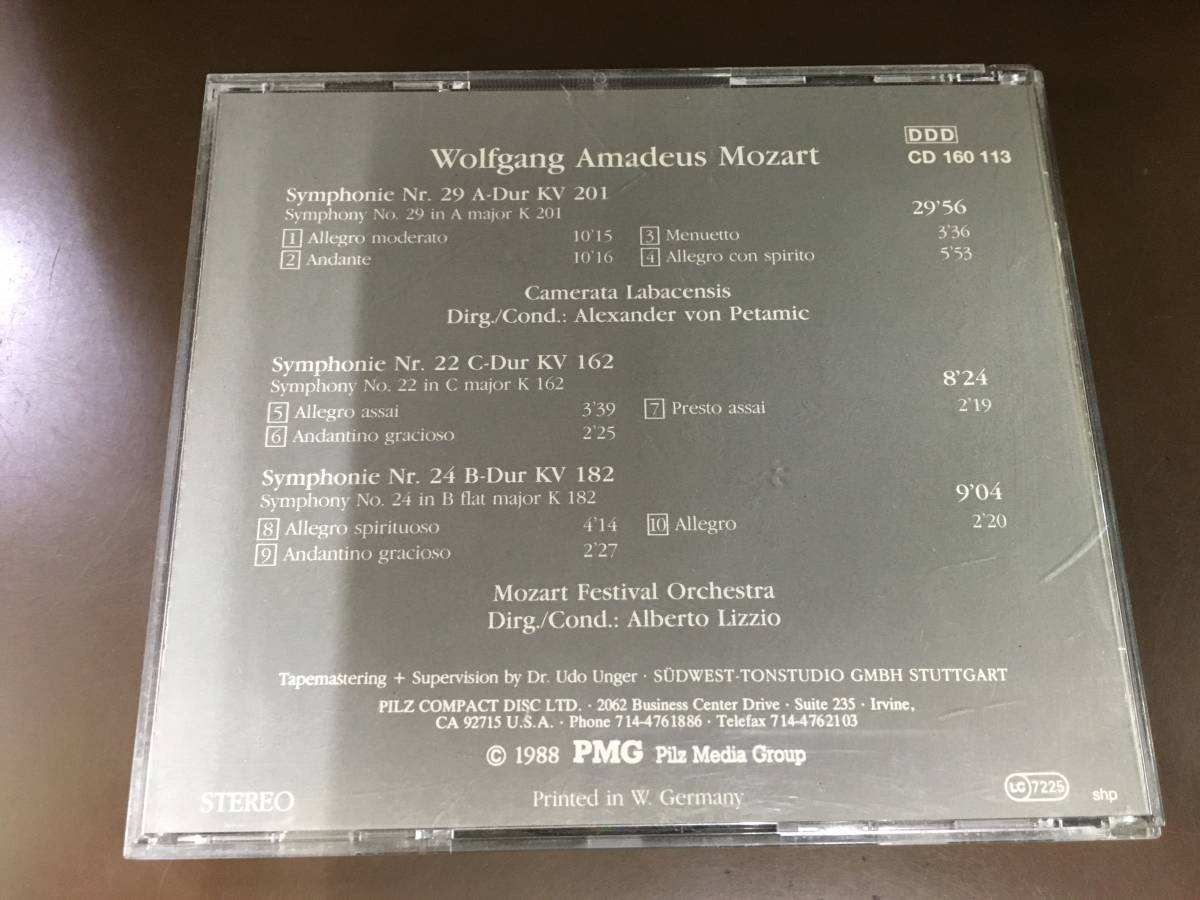 DDD
Wolfgang Amadeus Mozart
CD 160 113
Symphonie Nr. 29 A-Dur KV 201
Symphony No. 29 in A major K 201
29'56
1 Allegro moderato 10'15 3 Menuetto 3'36
2 Andante 10'16 4 Allegro con spirito 5'53
Camerata Labacensis
Dirg./Cond.: Alexander von Petamic
Symphonie Nr. 22 C-Dur KV 162
Symphony No. 22 in C major K 162
8'24
5 Allegro assai 3'39 7 Presto assai 2'19
6 Andantino gracioso 2'25
Symphonie Nr. 24 B-Dur KV 182
Symphony No. 24 in B flat major K 182
9'04
8 Allegro spirituoso 4'14 10 Allegro 2'20
9 Andantino gracioso 2'27
Mozart Festival Orchestra
Dirg./Cond.: Alberto Lizzio
Tapemastering + Supervision by Dr. Udo Unger · SÜDWEST-TONSTUDIO GMBH STUTTGART
PILZ COMPACT DISC LTD. · 2062 Business Center Drive · Suite 235 · Irvine,
CA 92715 U.S.A. · Phone 714-4761886 · Telefax 714-4762103
© 1988 PMG Pilz Media Group
STEREO
Printed in W. Germany
LC 7225
shp